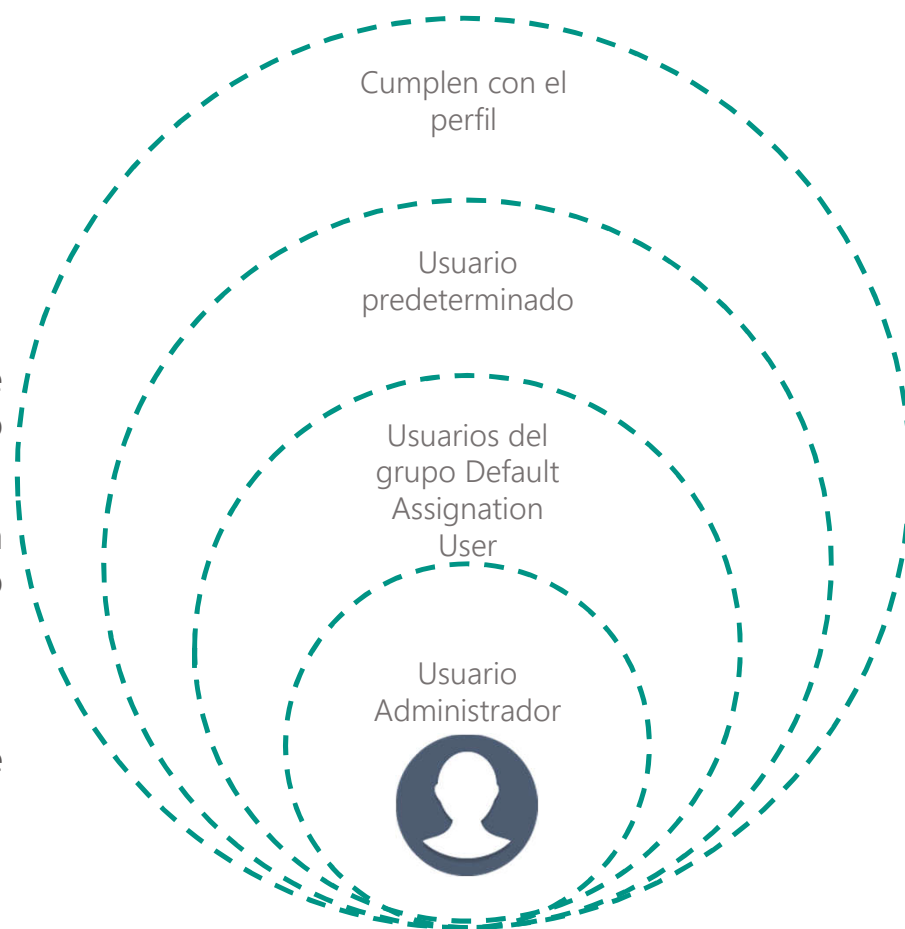 Cumplen con el
perfil
Usuario
predeterminado
Usuarios del
grupo Default
Assignation
User
Usuario
Administrador